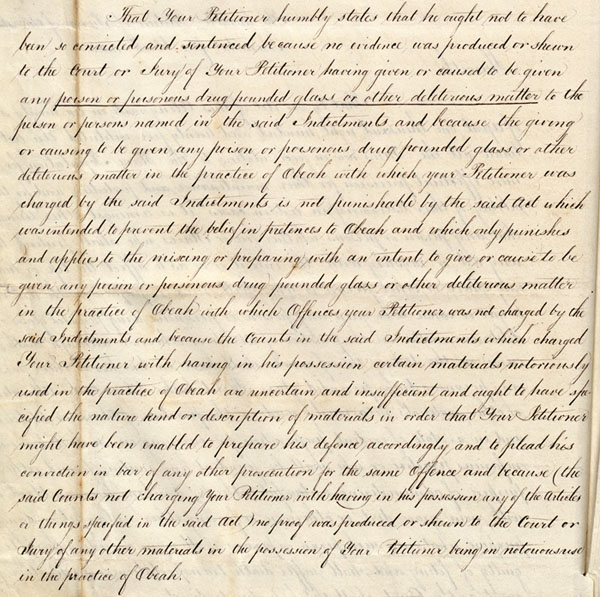 That Your Petitioner humbly states that he ought not to have
been so convicted and sentenced because no evidence was produced or shewn
to the Court or Jury of Your Petitioner having given or caused to be given
any poison or poisonous drug pounded glass or other deleterious matter to the
person or persons named in the said Indictments and because the giving
or causing to be given any poison or poisonous drug pounded glass or other
deleterious matter in the practice of Obeah with which your Petitioner was
charged by the said Indictments is not punishable by the said Act which
was intended to prevent the belief in pretences to Obeah and which only punishes
and applies to the mixing or preparing with an intent to give or cause to be
given any poison or poisonous drug pounded glass or other deleterious matter
in the practice of Obeah with which Offences your Petitioner was not charged by the
said Indictments and because the Counts in the said Indictments which charged
Your Petitioner with having in his possession certain materials notoriously
used in the practice of Obeah are uncertain and insufficient and ought to have spe-
cified the nature kind or description of materials in order that Your Petitioner
might have been enabled to prepare his defence accordingly and to plead his
conviction in bar of any other prosecution for the same Offence and because (the
said Counts not charging Your Petitioner with having in his possession any of the Articles
or things specified in the said Act) no proof was produced or shewn to the Court or
Jury of any other materials in the possession of Your Petitioner being in notorious use
in the practice of Obeah.